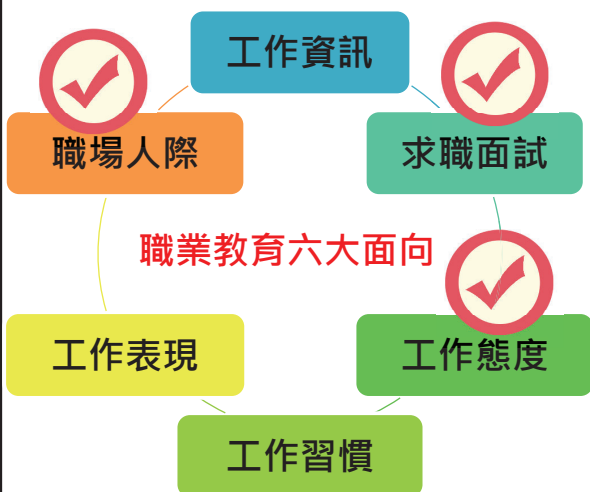 工作資訊
職場人際
求職面試
職業教育六大面向
工作表現
工作態度
工作習慣